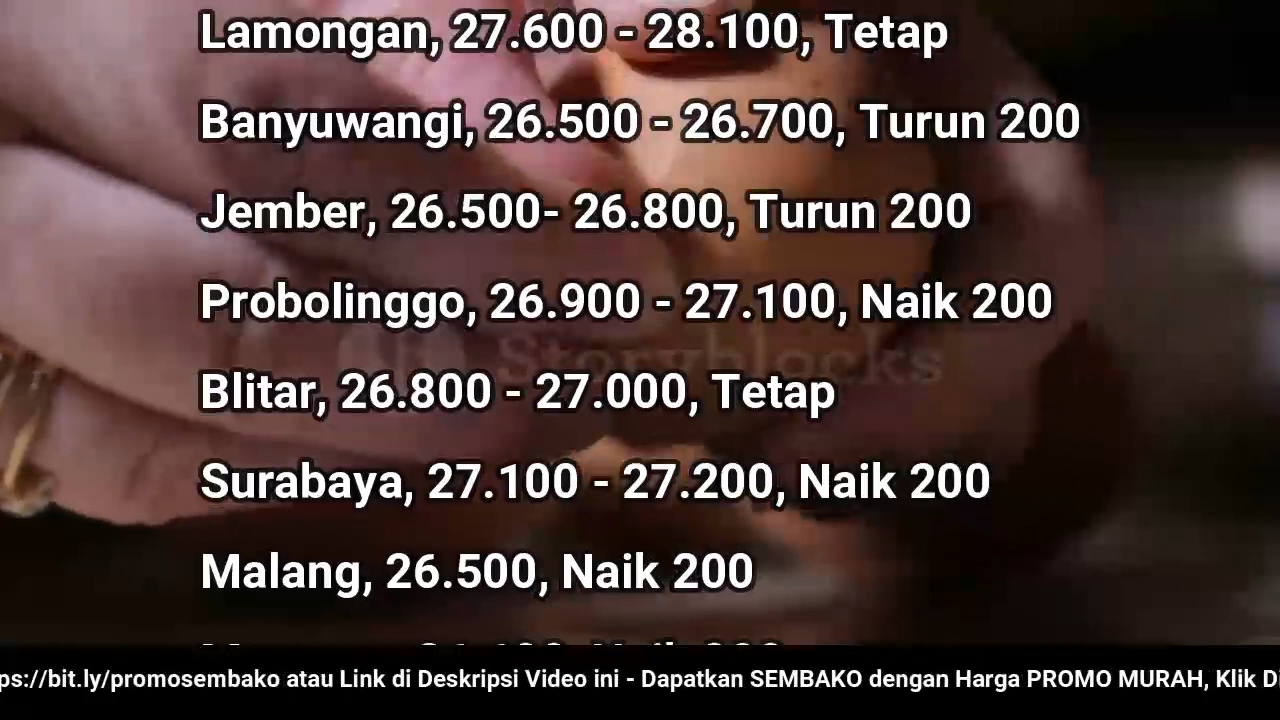 Lamongan, 27.600 - 28.100, Tetap
Banyuwangi, 26.500 - 26.700, Turun 200
Jember, 26.500- 26.800, Turun 200
Probolinggo, 26.900 - 27.100, Naik 200
Storyblocks
Blitar, 26.800 - 27.000, Tetap
Surabaya, 27.100 - 27.200, Naik 200
Malang, 26.500, Naik 200
ps://bit.ly/promosembako atau Link di Deskripsi Video ini - Dapatkan SEMBAKO dengan Harga PROMO MURAH, Klik Di